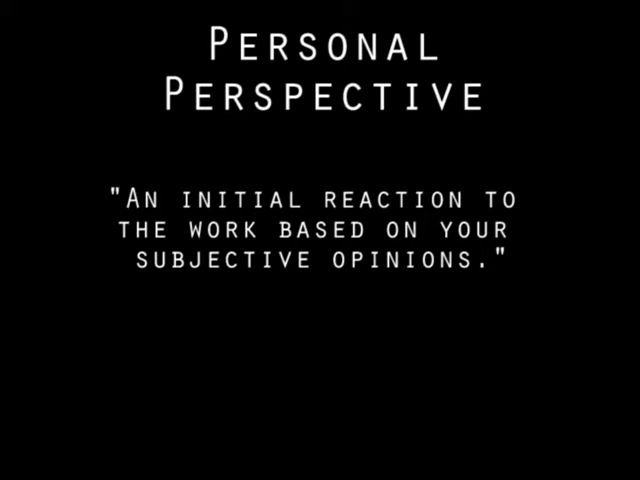 Personal
Perspective
"An initial reaction to
the work based on your
subjective opinions."